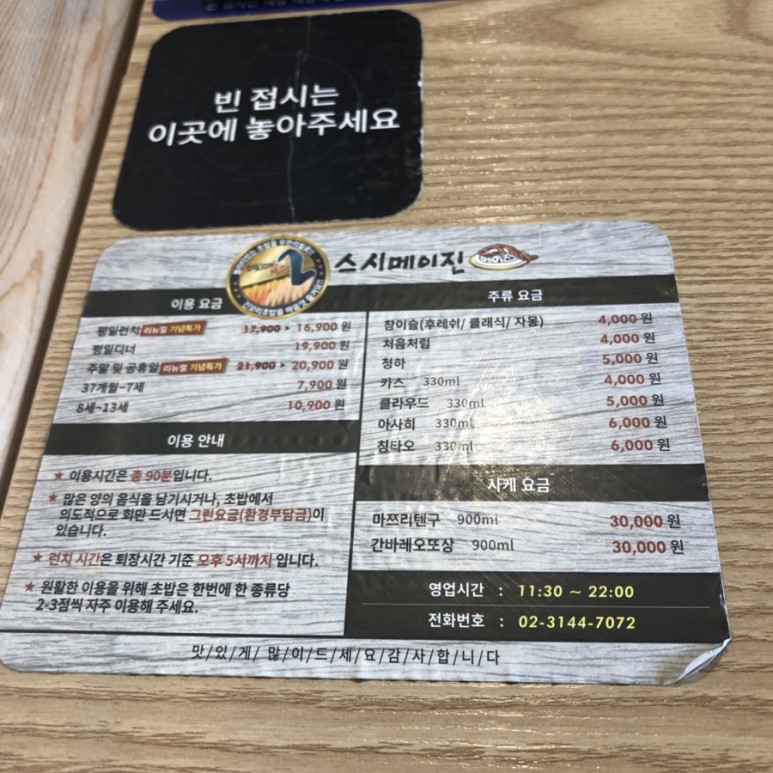 빈 접시는
이곳에 놓아주세요
스시메이진
메이진
이용 요금
평일런치 리뉴얼 기념특가 17,900 ▶ 16,900 원
평일디너 19,900 원
주말 및 공휴일 리뉴얼 기념특가 21,900 ▶ 20,900 원
37개월~7세 7,900 원
8세~13세 10,900 원
이용 안내
★ 이용시간은 총 90분입니다.
★ 많은 양의 음식을 남기시거나, 초밥에서
의도적으로 회만 드시면 그린요금(환경부담금)이
있습니다.
★ 런치 시간은 퇴장시간 기준 오후 5시까지 입니다.
★ 원활한 이용을 위해 초밥은 한번에 한 종류당
2-3점씩 자주 이용해 주세요.
주류 요금
참이슬(후레쉬/ 클래식/ 자몽) 4,000 원
처음처럼 4,000 원
청하 5,000 원
카스 330ml 4,000 원
클라우드 330ml 5,000 원
아사히 330ml 6,000 원
칭타오 330ml 6,000 원
사케 요금
마쯔리텐구 900ml 30,000 원
간바레오또상 900ml 30,000 원
영업시간 : 11:30 ~ 22:00
전화번호 : 02-3144-7072
맛/있/게/ 많/이/드/세/요/감/사/합/니/다